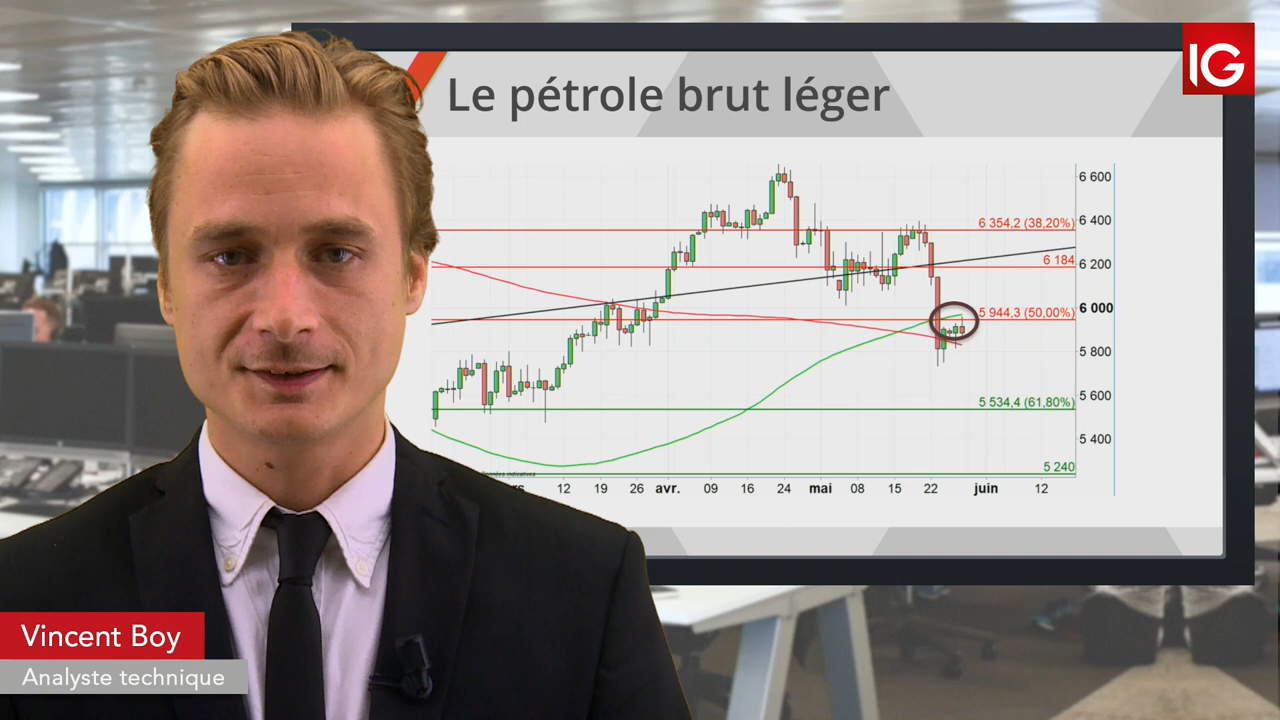 IG
Le pétrole brut léger
6 600
6 354,2 (38,20%)
6 400
6 184
6 200
5 944,3 (50,00%)
6 000
5 800
5 534,4 (61,80%)
5 600
5 400
5 240
12
19
26
avr.
09
16
24
mai
08
15
22
juin
12
Vincent Boy
Analyste technique